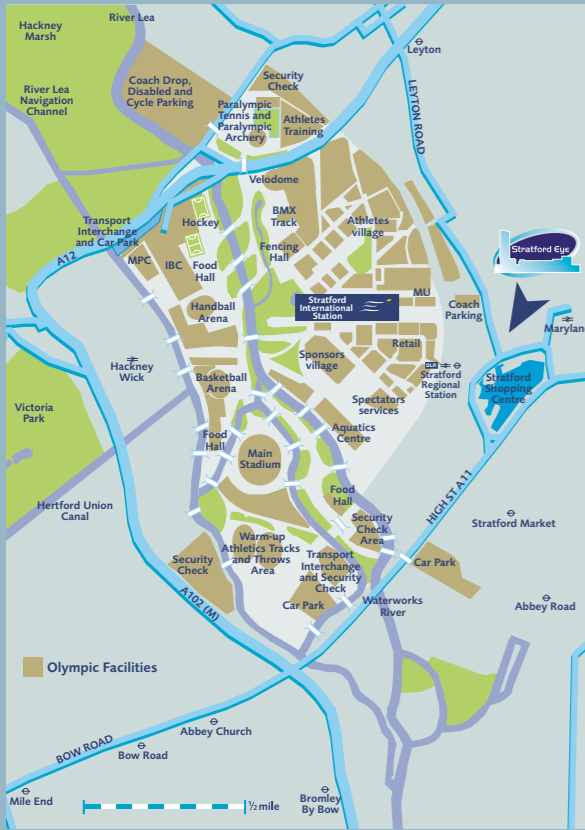 Hackney
Marsh
River Lea
Leyton
River Lea
Navigation
Channel
Coach Drop,
Disabled and
Cycle Parking
Security
Check
Paralympic
Tennis and
Paralympic
Archery
Athletes
Training
LEYTON ROAD
Velodome
Transport
Interchange
and Car Park
A12
Hockey
BMX
Track
Athletes
village
Fencing
Hall
MPC
IBC
Food
Hall
Stratford Eye
Handball
Arena
Stratford
International
Station
MU
Coach
Parking
Maryland
Retail
Hackney
Wick
Sponsors
village
DLR
Stratford
Regional
Station
Stratford
Shopping
Centre
Basketball
Arena
Spectators
services
Victoria
Park
Food
Hall
Aquatics
Centre
Main
Stadium
Food
Hall
HIGH ST A11
Hertford Union
Canal
Security
Check
Area
Stratford Market
Security
Check
Warm-up
Athletics Tracks
and Throws
Area
Transport
Interchange
and Security
Check
Car Park
A102 (M)
Car Park
Waterworks
River
Abbey Road
Olympic Facilities
Abbey Church
BOW ROAD
Bow Road
Mile End
½ mile
Bromley
By Bow